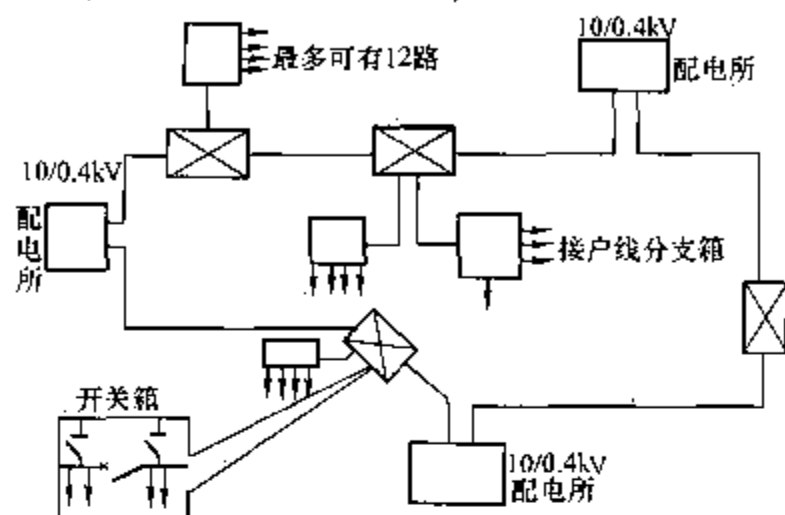 10/0.4kV
配电所
最多可有12路
10/0.4kV
配
电
所
接户线分支箱
开关箱
10/0.4kV
配电所